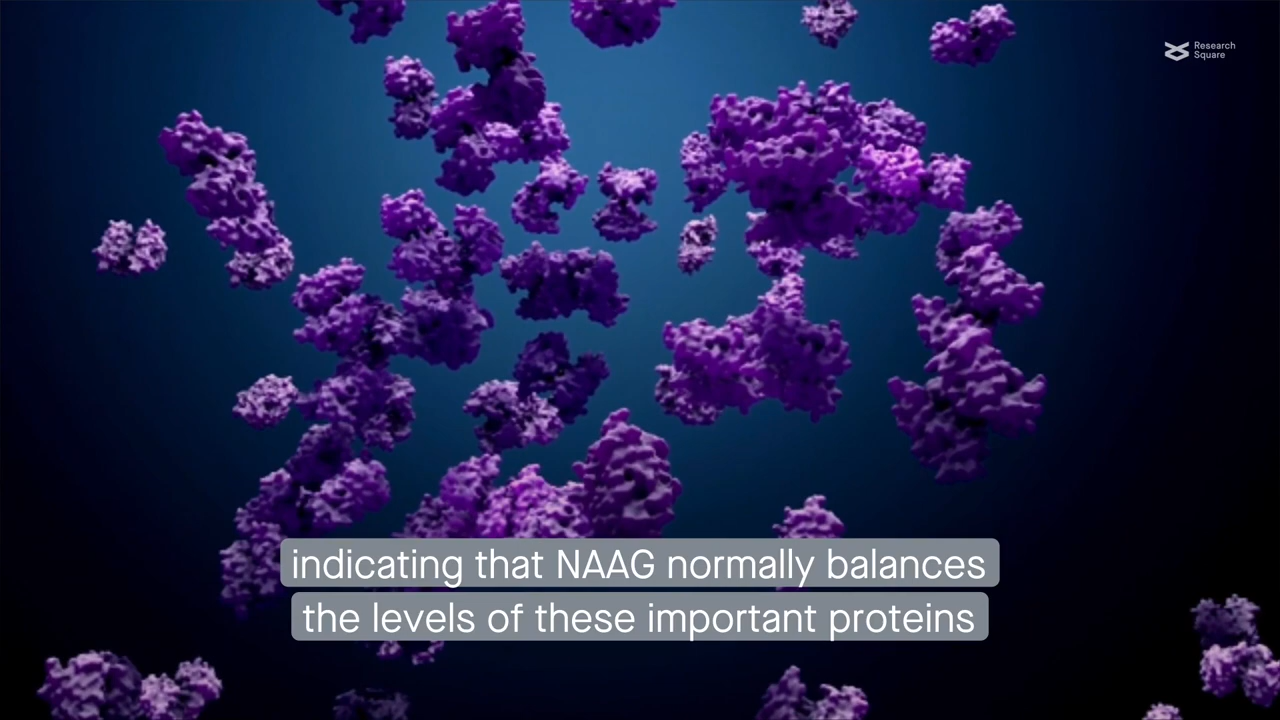 Research
Square
indicating that NAAG normally balances
the levels of these important proteins